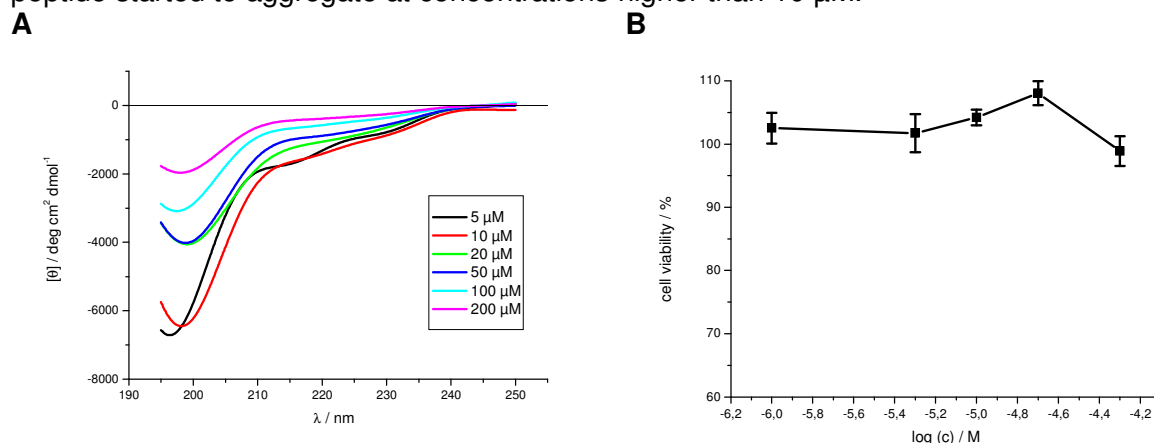 peptide started to aggregate at concentrations higher than 10 µM.
A
B
0
-2000
-4000
-6000
-8000
[θ] / deg cm² dmol⁻¹
190 200 210 220 230 240 250
λ / nm
5 µM
10 µM
20 µM
50 µM
100 µM
200 µM
110
100
90
80
70
60
cell viability / %
-6,2 -6,0 -5,8 -5,6 -5,4 -5,2 -5,0 -4,8 -4,6 -4,4 -4,2
log (c) / M